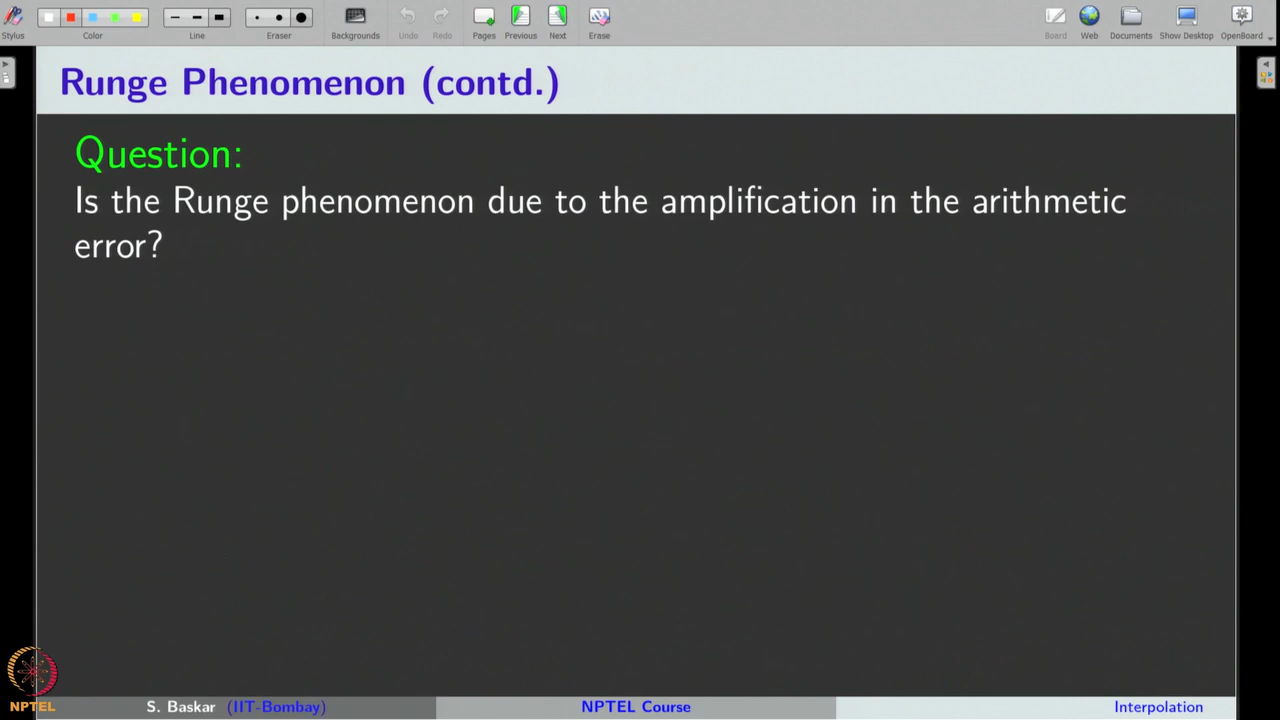 Stylus
Color
Line
Eraser
Backgrounds
Undo
Redo
Pages
Previous
Next
Erase
Board
Web
Documents
Show Desktop
OpenBoard
Runge Phenomenon (contd.)
Question:
Is the Runge phenomenon due to the amplification in the arithmetic
error?
NPTEL
S. Baskar (IIT-Bombay)
NPTEL Course
Interpolation